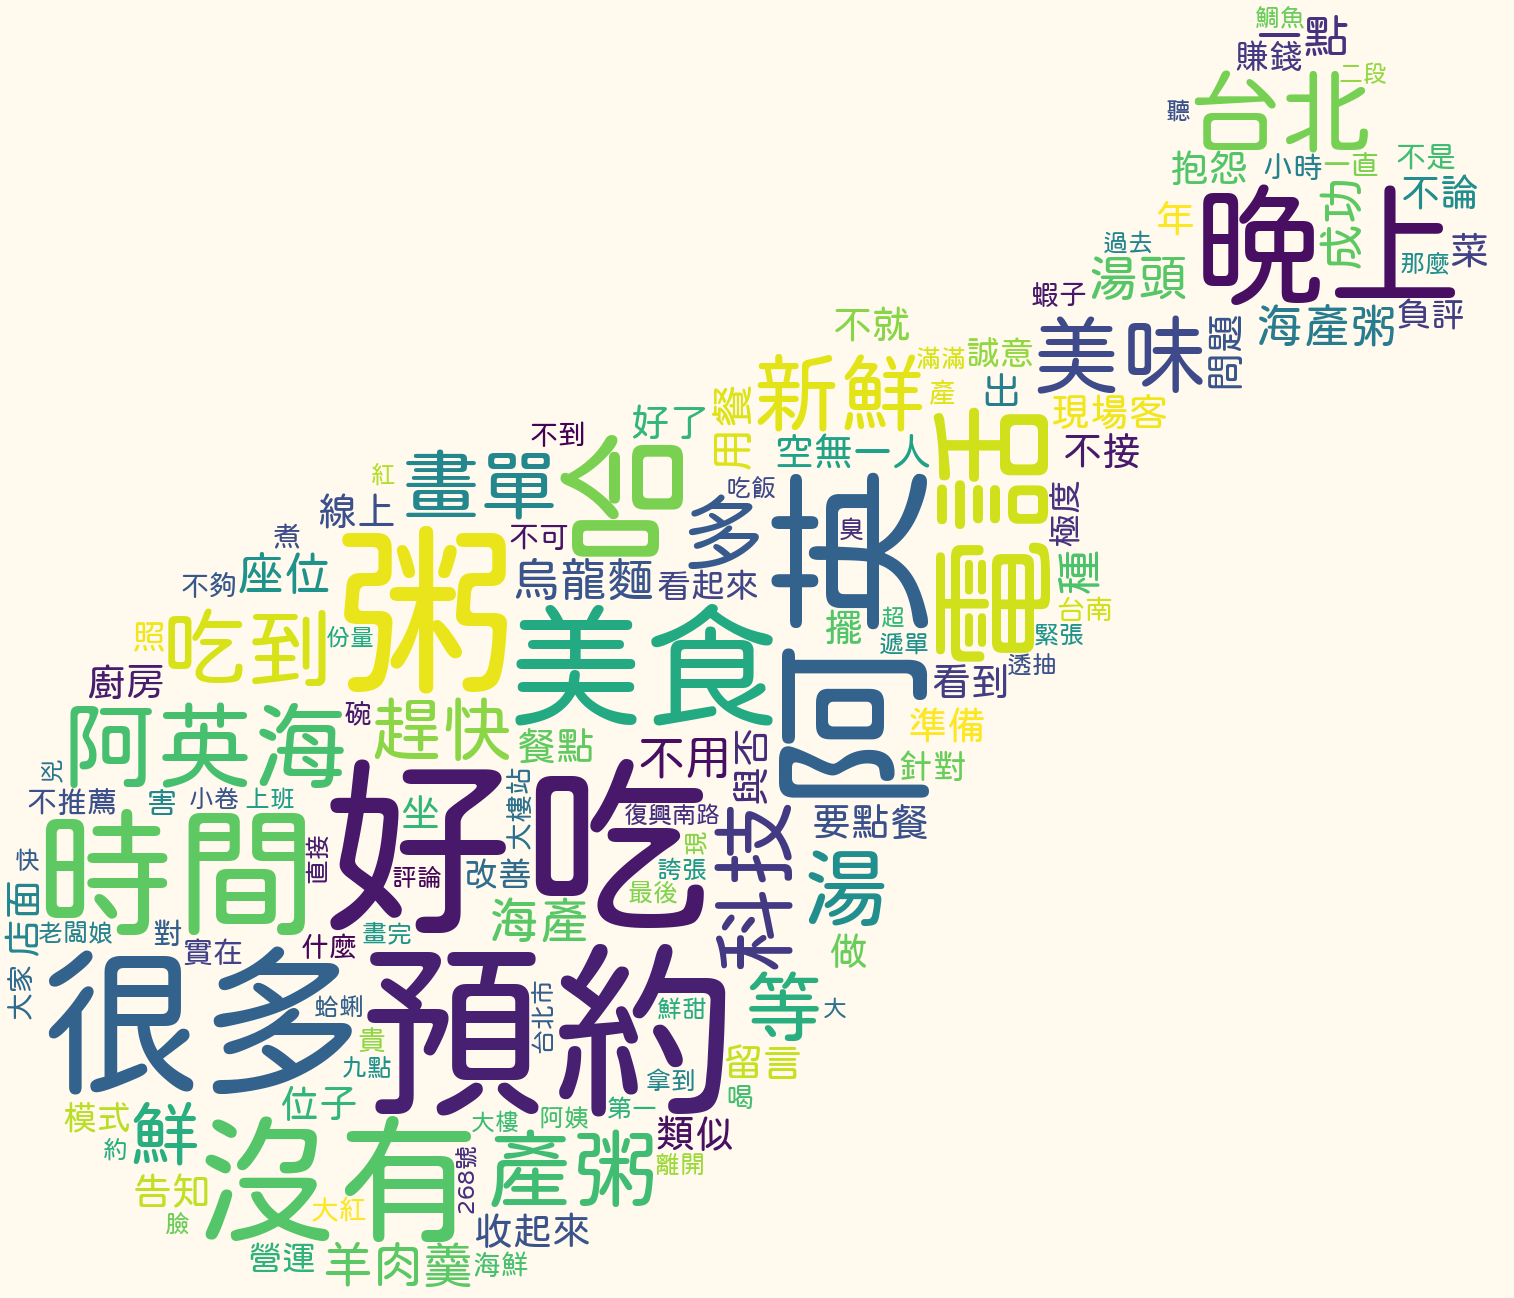 鯛魚
一點
賺錢
二段
台北
聽
抱怨
小時
一直
不是
不論
成功
年
晚上
過去
那麼
菜
湯頭
蝦子
海產粥
負評
不就
美味
問題
滿滿
誠意
新鮮
出
產
用餐
現場客
好了
不到
空無一人
電話
不接
紅
畫單
哈
吃飯
極度
線上
多
阿英
臭
煮
不可
座位
粥
烏龍麵
看起來
種
不夠
台南
照
吃到
份量
美食
擺
超
遞單
緊張
透抽
廚房
看到
阿英海
碗
趕快
餐點
不用
與否
準備
針對
兇
不推薦
害
小卷
上班
大樓站
復興南路
要點餐
時間
好吃
坐
科技
現
快
直接
評論
改善
誇張
最後
湯
店面
老闆娘
對
實在
什麼
畫完
海產
做
大家
很多
蛤蜊
預約
台北市
鮮甜
等
大
貴
九點
拿到
留言
喝
模式
鮮
位子
約
沒有
大樓
阿姨
第一
類似
268號
產粥
離開
告知
大紅
臉
收起來
營運
羊肉羹
海鮮